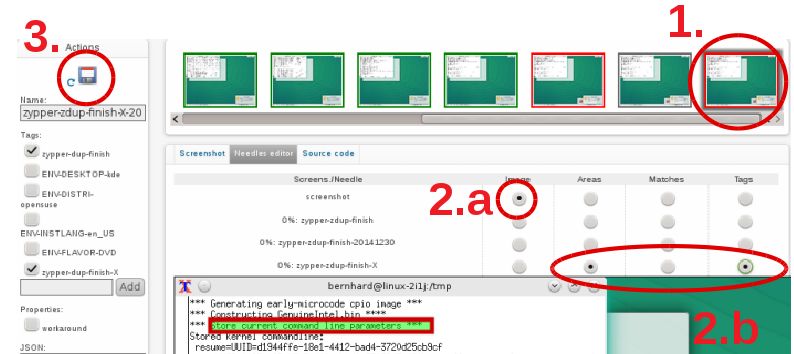 3.
1.
Actions
Name:
zypper-zdup-finish-X-20
Tags:
zypper-dup-finish
ENV-DESKTOP-kde
ENV-DISTRI-
opensuse
ENV-INSTLANG-en_US
ENV-FLAVOR-DVD
zypper-dup-finish-X
Add
Properties:
workaround
JSON:
Screenshot Needles editor Source code
Screens./Needle Image Areas Matches Tags
screenshot
0%: zypper-zdup-finish
0%: zypper-zdup-finish-20141230
0%: zypper-zdup-finish-X
2.a
2.b
bernhard@linux-2i1j:/tmp
*** Generating early-microcode cpio image ***
*** Constructing GenuineIntel.bin ****
*** Store current command line parameters ***
Stored kernel commandline:
resume=UUID=d1944ffe-18e1-4412-bad4-3720d25cb9cf